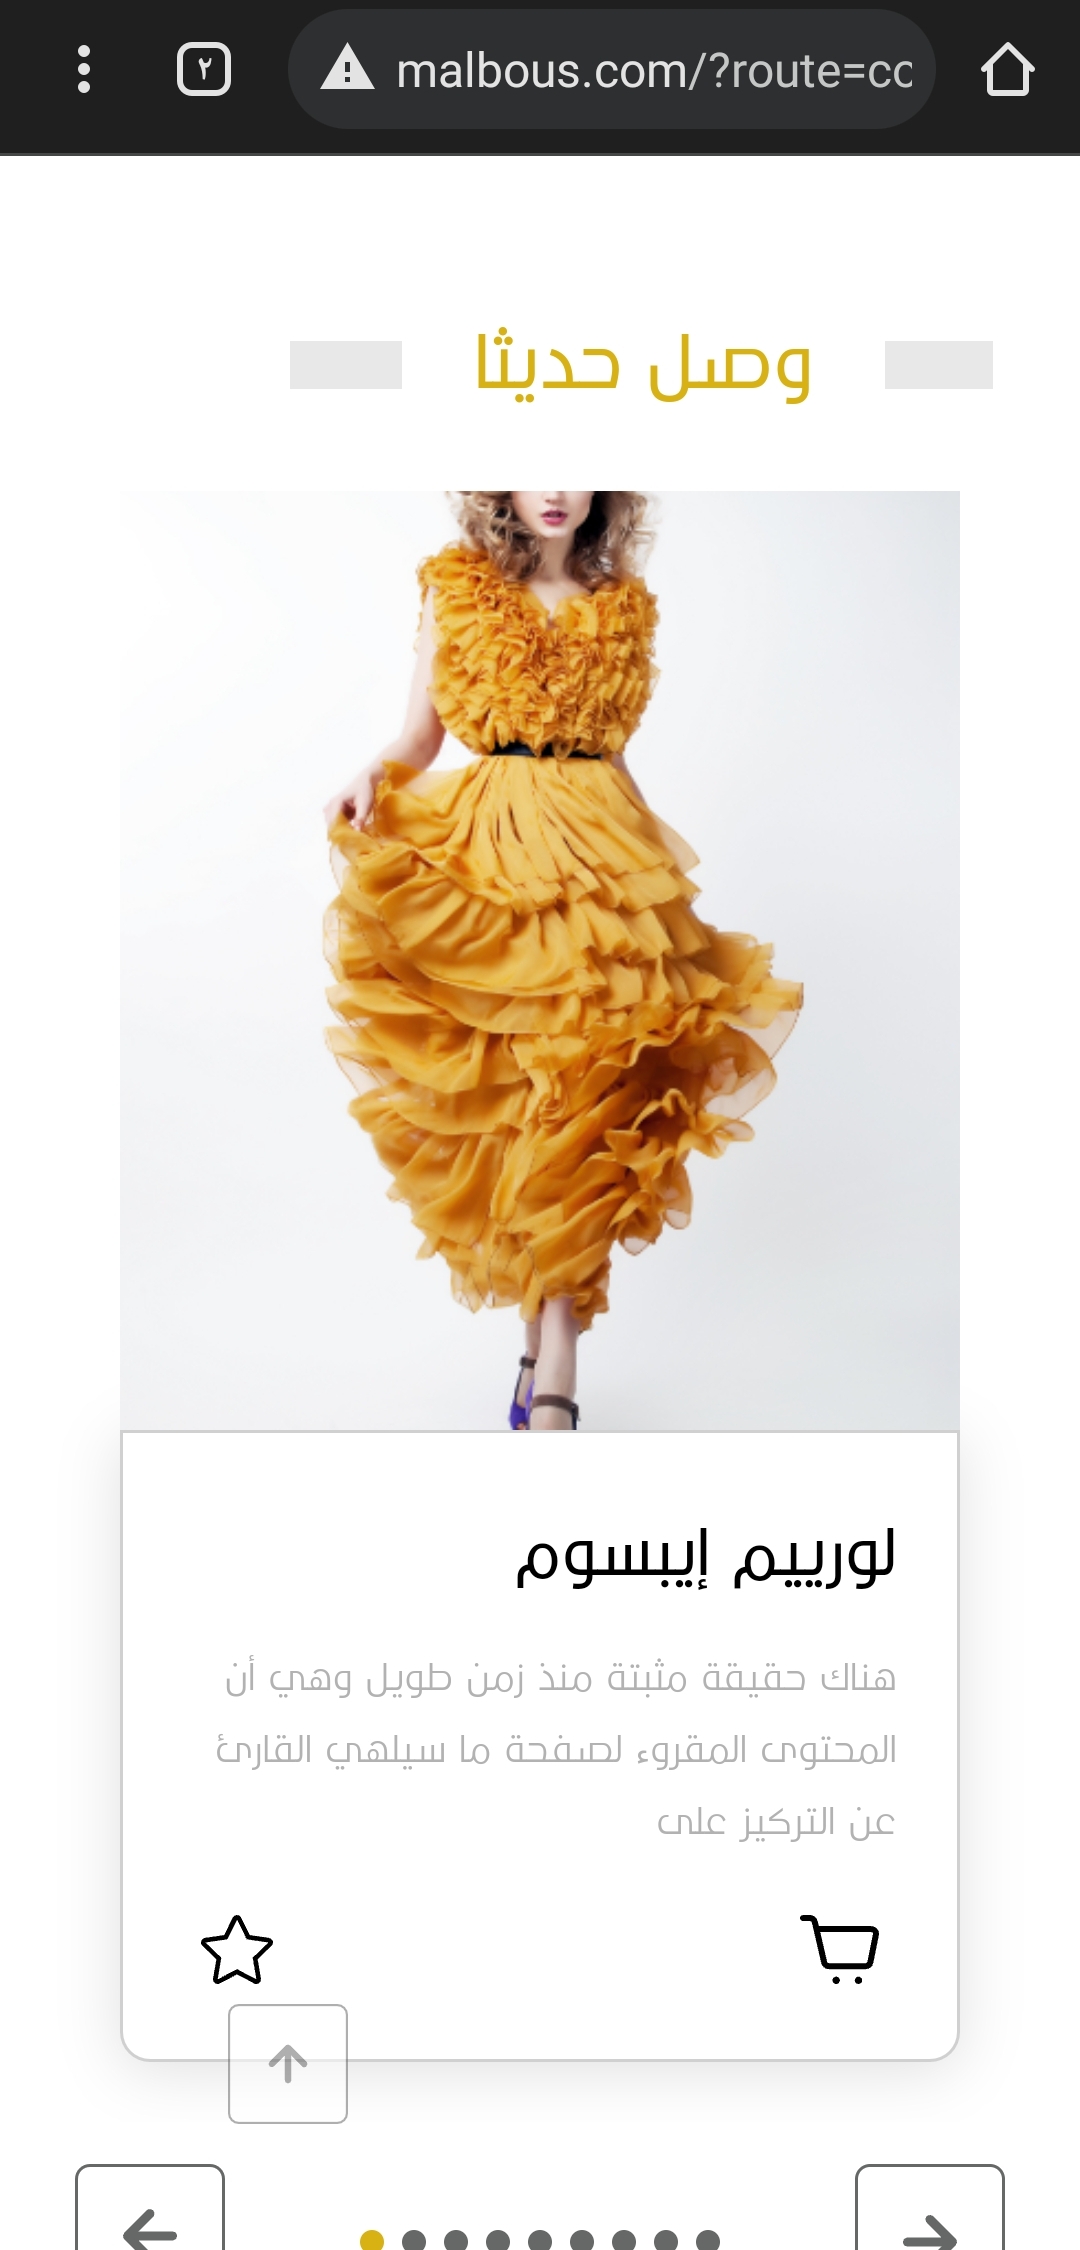 ٢
malbous.com/?route=cc
وصل حديثا
لورييم إيبسوم
هناك حقيقة مثبتة منذ زمن طويل وهي أن
المحتوى المقروء لصفحة ما سيلهي القارئ
عن التركيز على